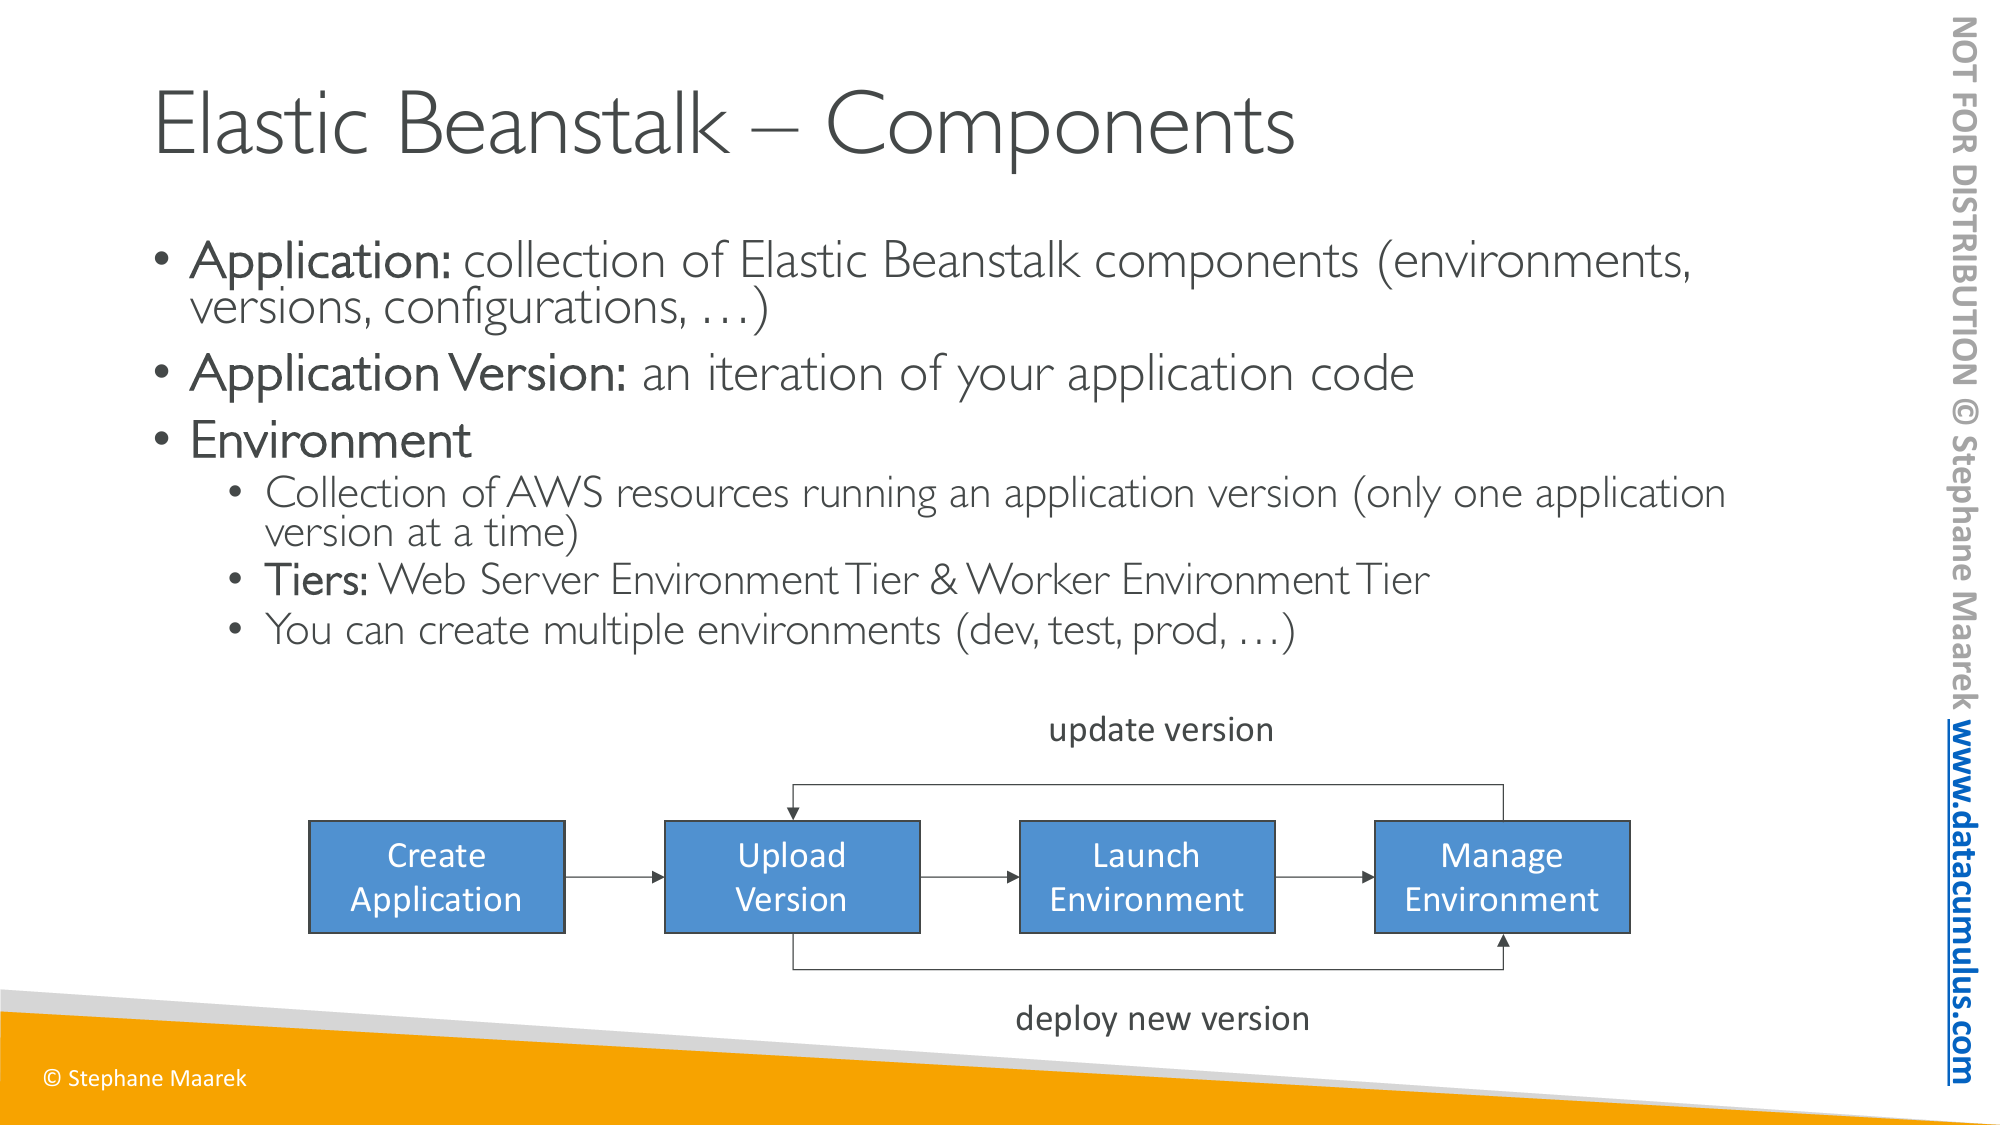 Elastic Beanstalk – Components
• Application: collection of Elastic Beanstalk components (environments,
versions, configurations, …)
• Application Version: an iteration of your application code
• Environment
• Collection of AWS resources running an application version (only one application
version at a time)
• Tiers: Web Server Environment Tier & Worker Environment Tier
• You can create multiple environments (dev, test, prod, …)
update version
Create
Application
Upload
Version
Launch
Environment
Manage
Environment
deploy new version
© Stephane Maarek
NOT FOR DISTRIBUTION © Stephane Maarek www.datacumulus.com